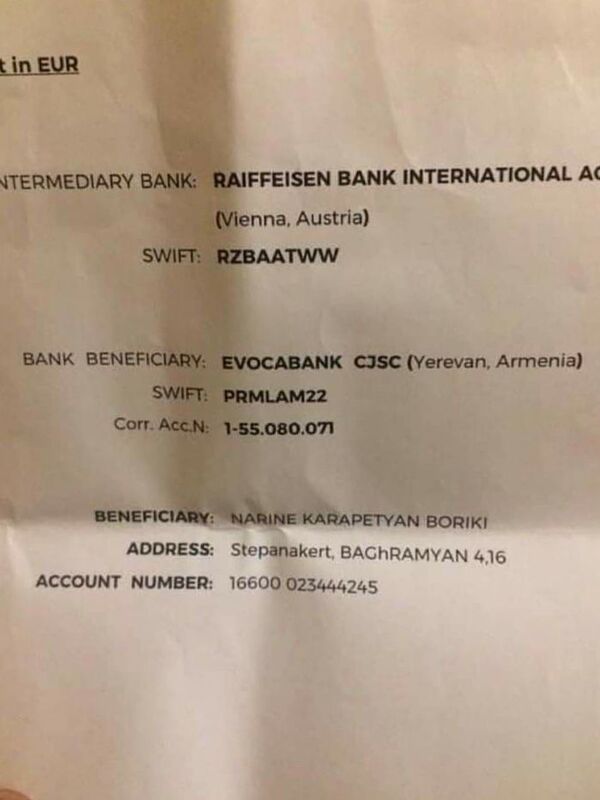 t in EUR
NTERMEDIARY BANK: RAIFFEISEN BANK INTERNATIONAL AG
(Vienna, Austria)
SWIFT: RZBAATWW
BANK BENEFICIARY: EVOCABANK CJSC (Yerevan, Armenia)
SWIFT: PRMLAM22
Corr. Acc.N: 1-55.080.071
BENEFICIARY: NARINE KARAPETYAN BORIKI
ADDRESS: Stepanakert, BAGhRAMYAN 4,16
ACCOUNT NUMBER: 16600 023444245